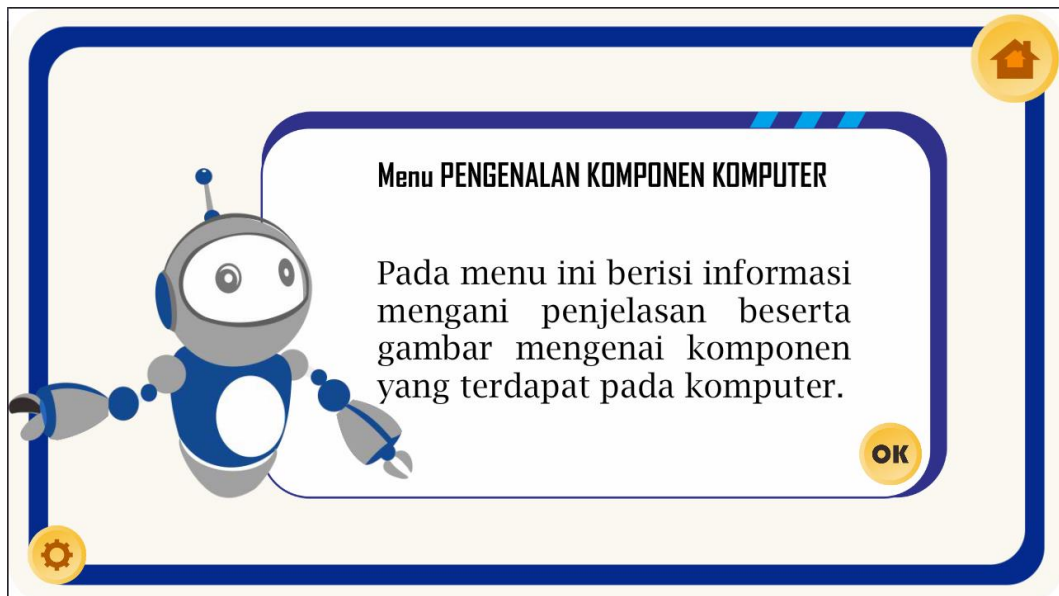 Menu PENGENALAN KOMPONEN KOMPUTER
Pada menu ini berisi informasi
mengani penjelasan beserta
gambar mengenai komponen
yang terdapat pada komputer.
OK